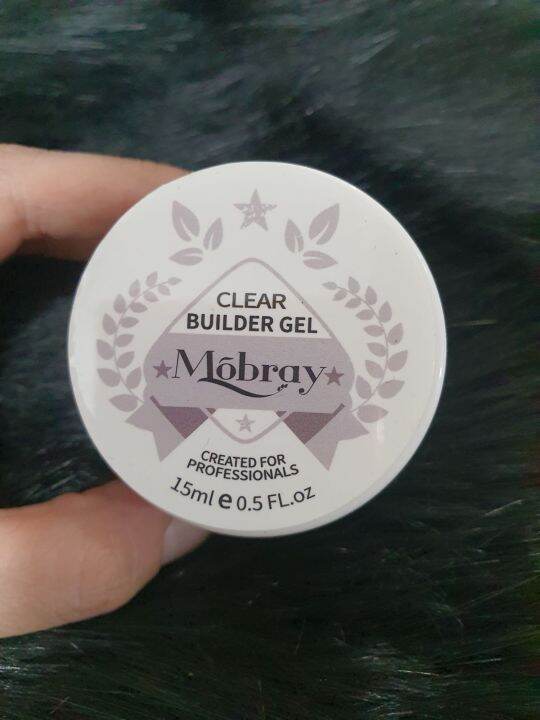 CLEAR
BUILDER GEL
Mōbray
CREATED FOR
PROFESSIONALS
15ml e 0.5 FL.oz